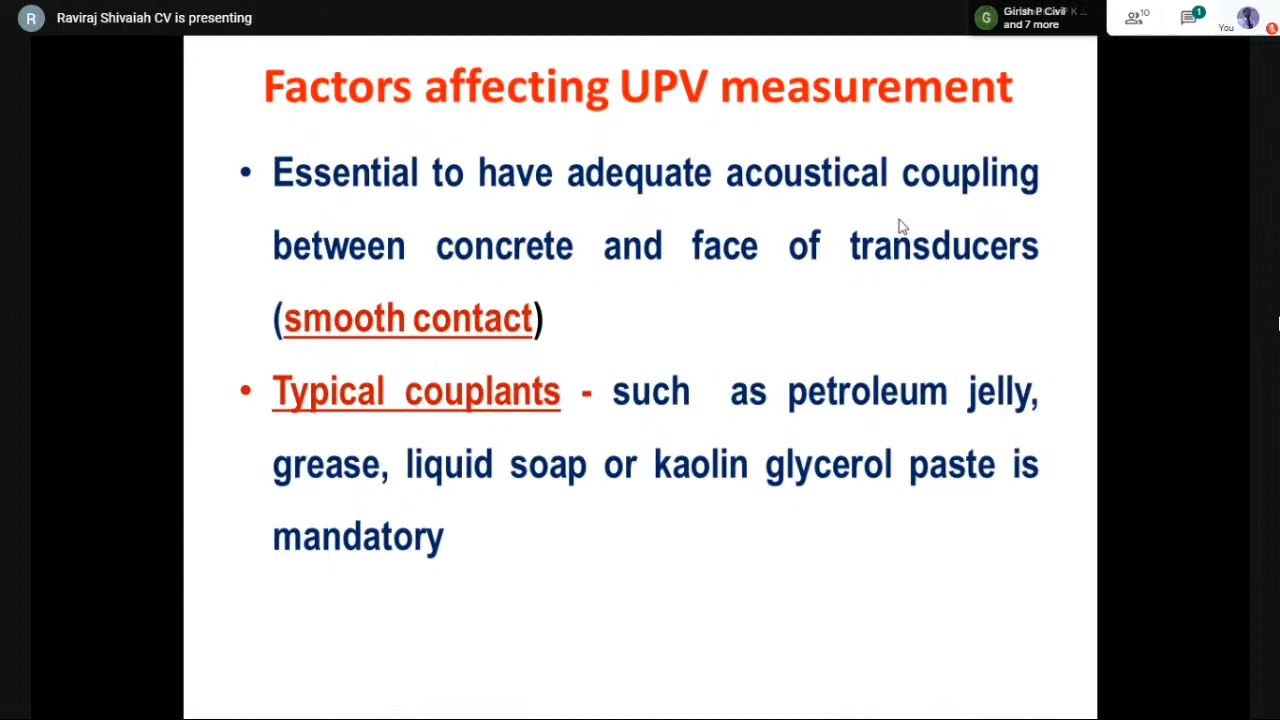 R
Raviraj Shivaiah CV is presenting
G
Girish P Civil
and 7 more
10
1
You
Factors affecting UPV measurement
• Essential to have adequate acoustical coupling
between concrete and face of transducers
(smooth contact)
• Typical couplants - such as petroleum jelly,
grease, liquid soap or kaolin glycerol paste is
mandatory